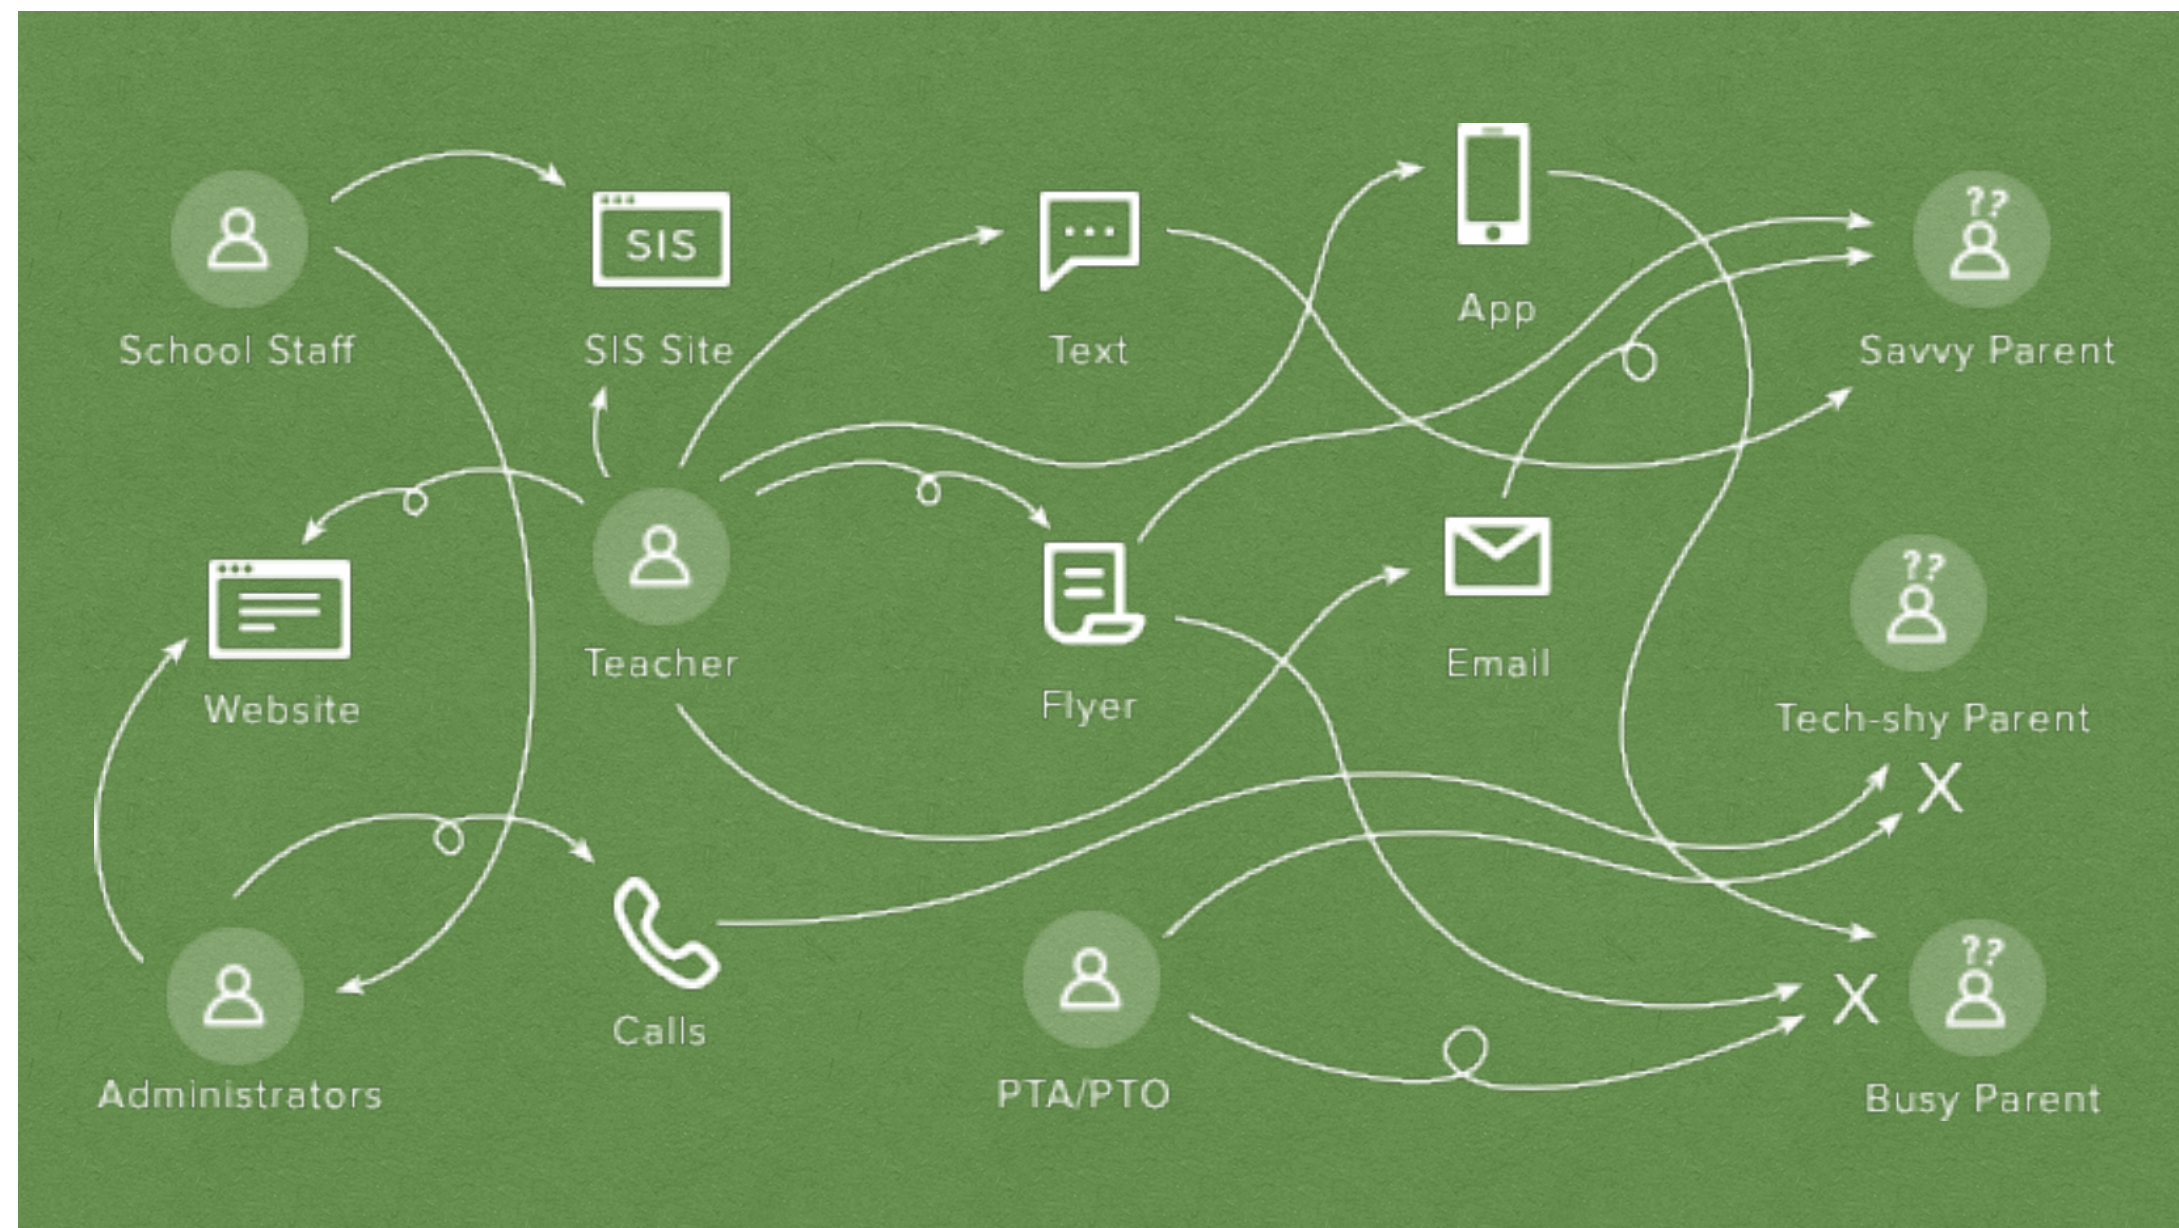 SIS
??
School Staff
SIS Site
Text
App
Savvy Parent
??
Website
Teacher
Flyer
Email
Tech-shy Parent
X
??
X
Administrators
Calls
PTA/PTO
Busy Parent